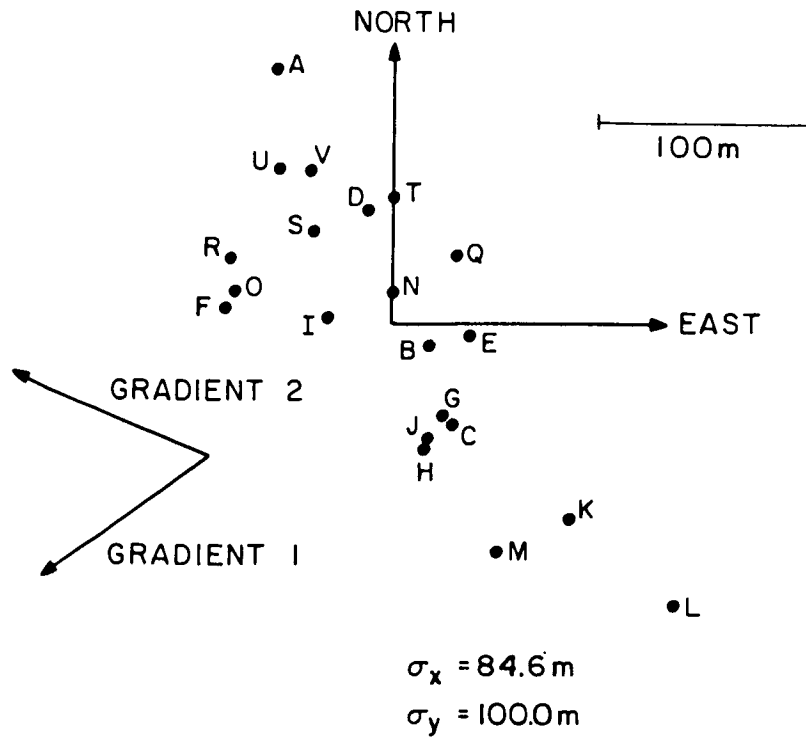 NORTH
A
100m
U
V
D
T
S
R
Q
O
N
F
I
EAST
B
E
GRADIENT 2
G
J
C
H
K
GRADIENT 1
M
L
σx = 84.6 m
σy = 100.0 m